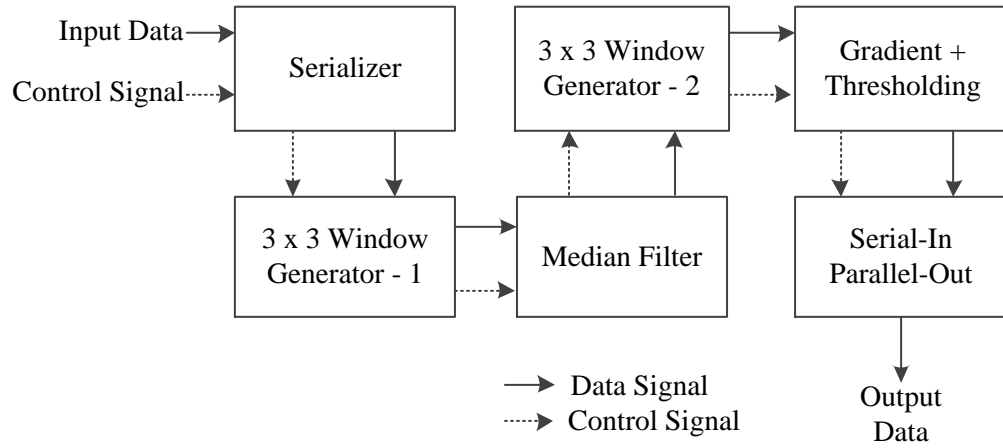 Input Data
Control Signal
Serializer
3 x 3 Window
Generator - 1
Median Filter
3 x 3 Window
Generator - 2
Gradient +
Thresholding
Serial-In
Parallel-Out
Output
Data
Data Signal
Control Signal